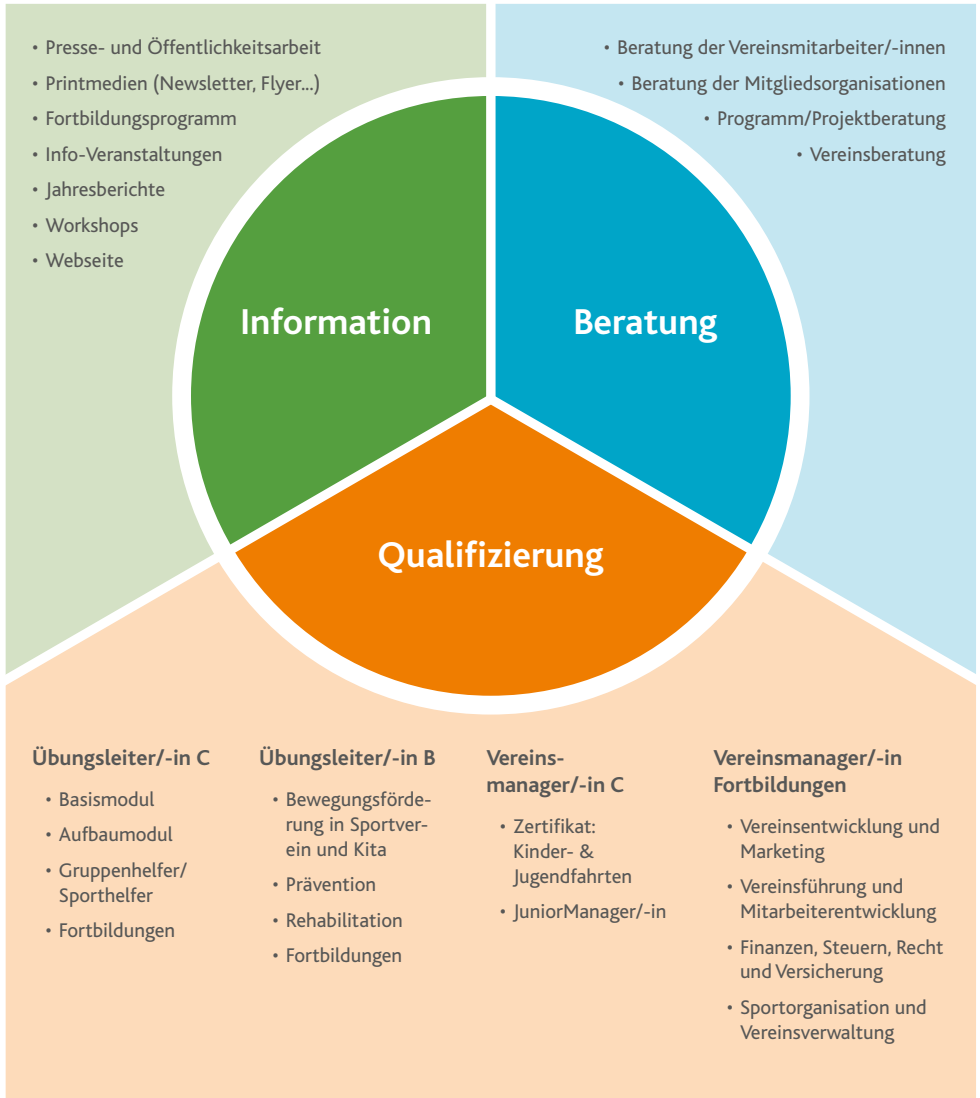 • Presse- und Öffentlichkeitsarbeit
• Printmedien (Newsletter, Flyer...)
• Fortbildungsprogramm
• Info-Veranstaltungen
• Jahresberichte
• Workshops
• Webseite
• Beratung der Vereinsmitarbeiter/-innen
• Beratung der Mitgliedsorganisationen
• Programm/Projektberatung
• Vereinsberatung
Information
Beratung
Qualifizierung
Übungsleiter/-in C
• Basismodul
• Aufbaumodul
• Gruppenhelfer/
Sporthelfer
• Fortbildungen
Übungsleiter/-in B
• Bewegungsförde-
rung in Sportver-
ein und Kita
• Prävention
• Rehabilitation
• Fortbildungen
Vereins-
manager/-in C
• Zertifikat:
Kinder- &
Jugendfahrten
• JuniorManager/-in
Vereinsmanager/-in
Fortbildungen
• Vereinsentwicklung und
Marketing
• Vereinsführung und
Mitarbeiterentwicklung
• Finanzen, Steuern, Recht
und Versicherung
• Sportorganisation und
Vereinsverwaltung